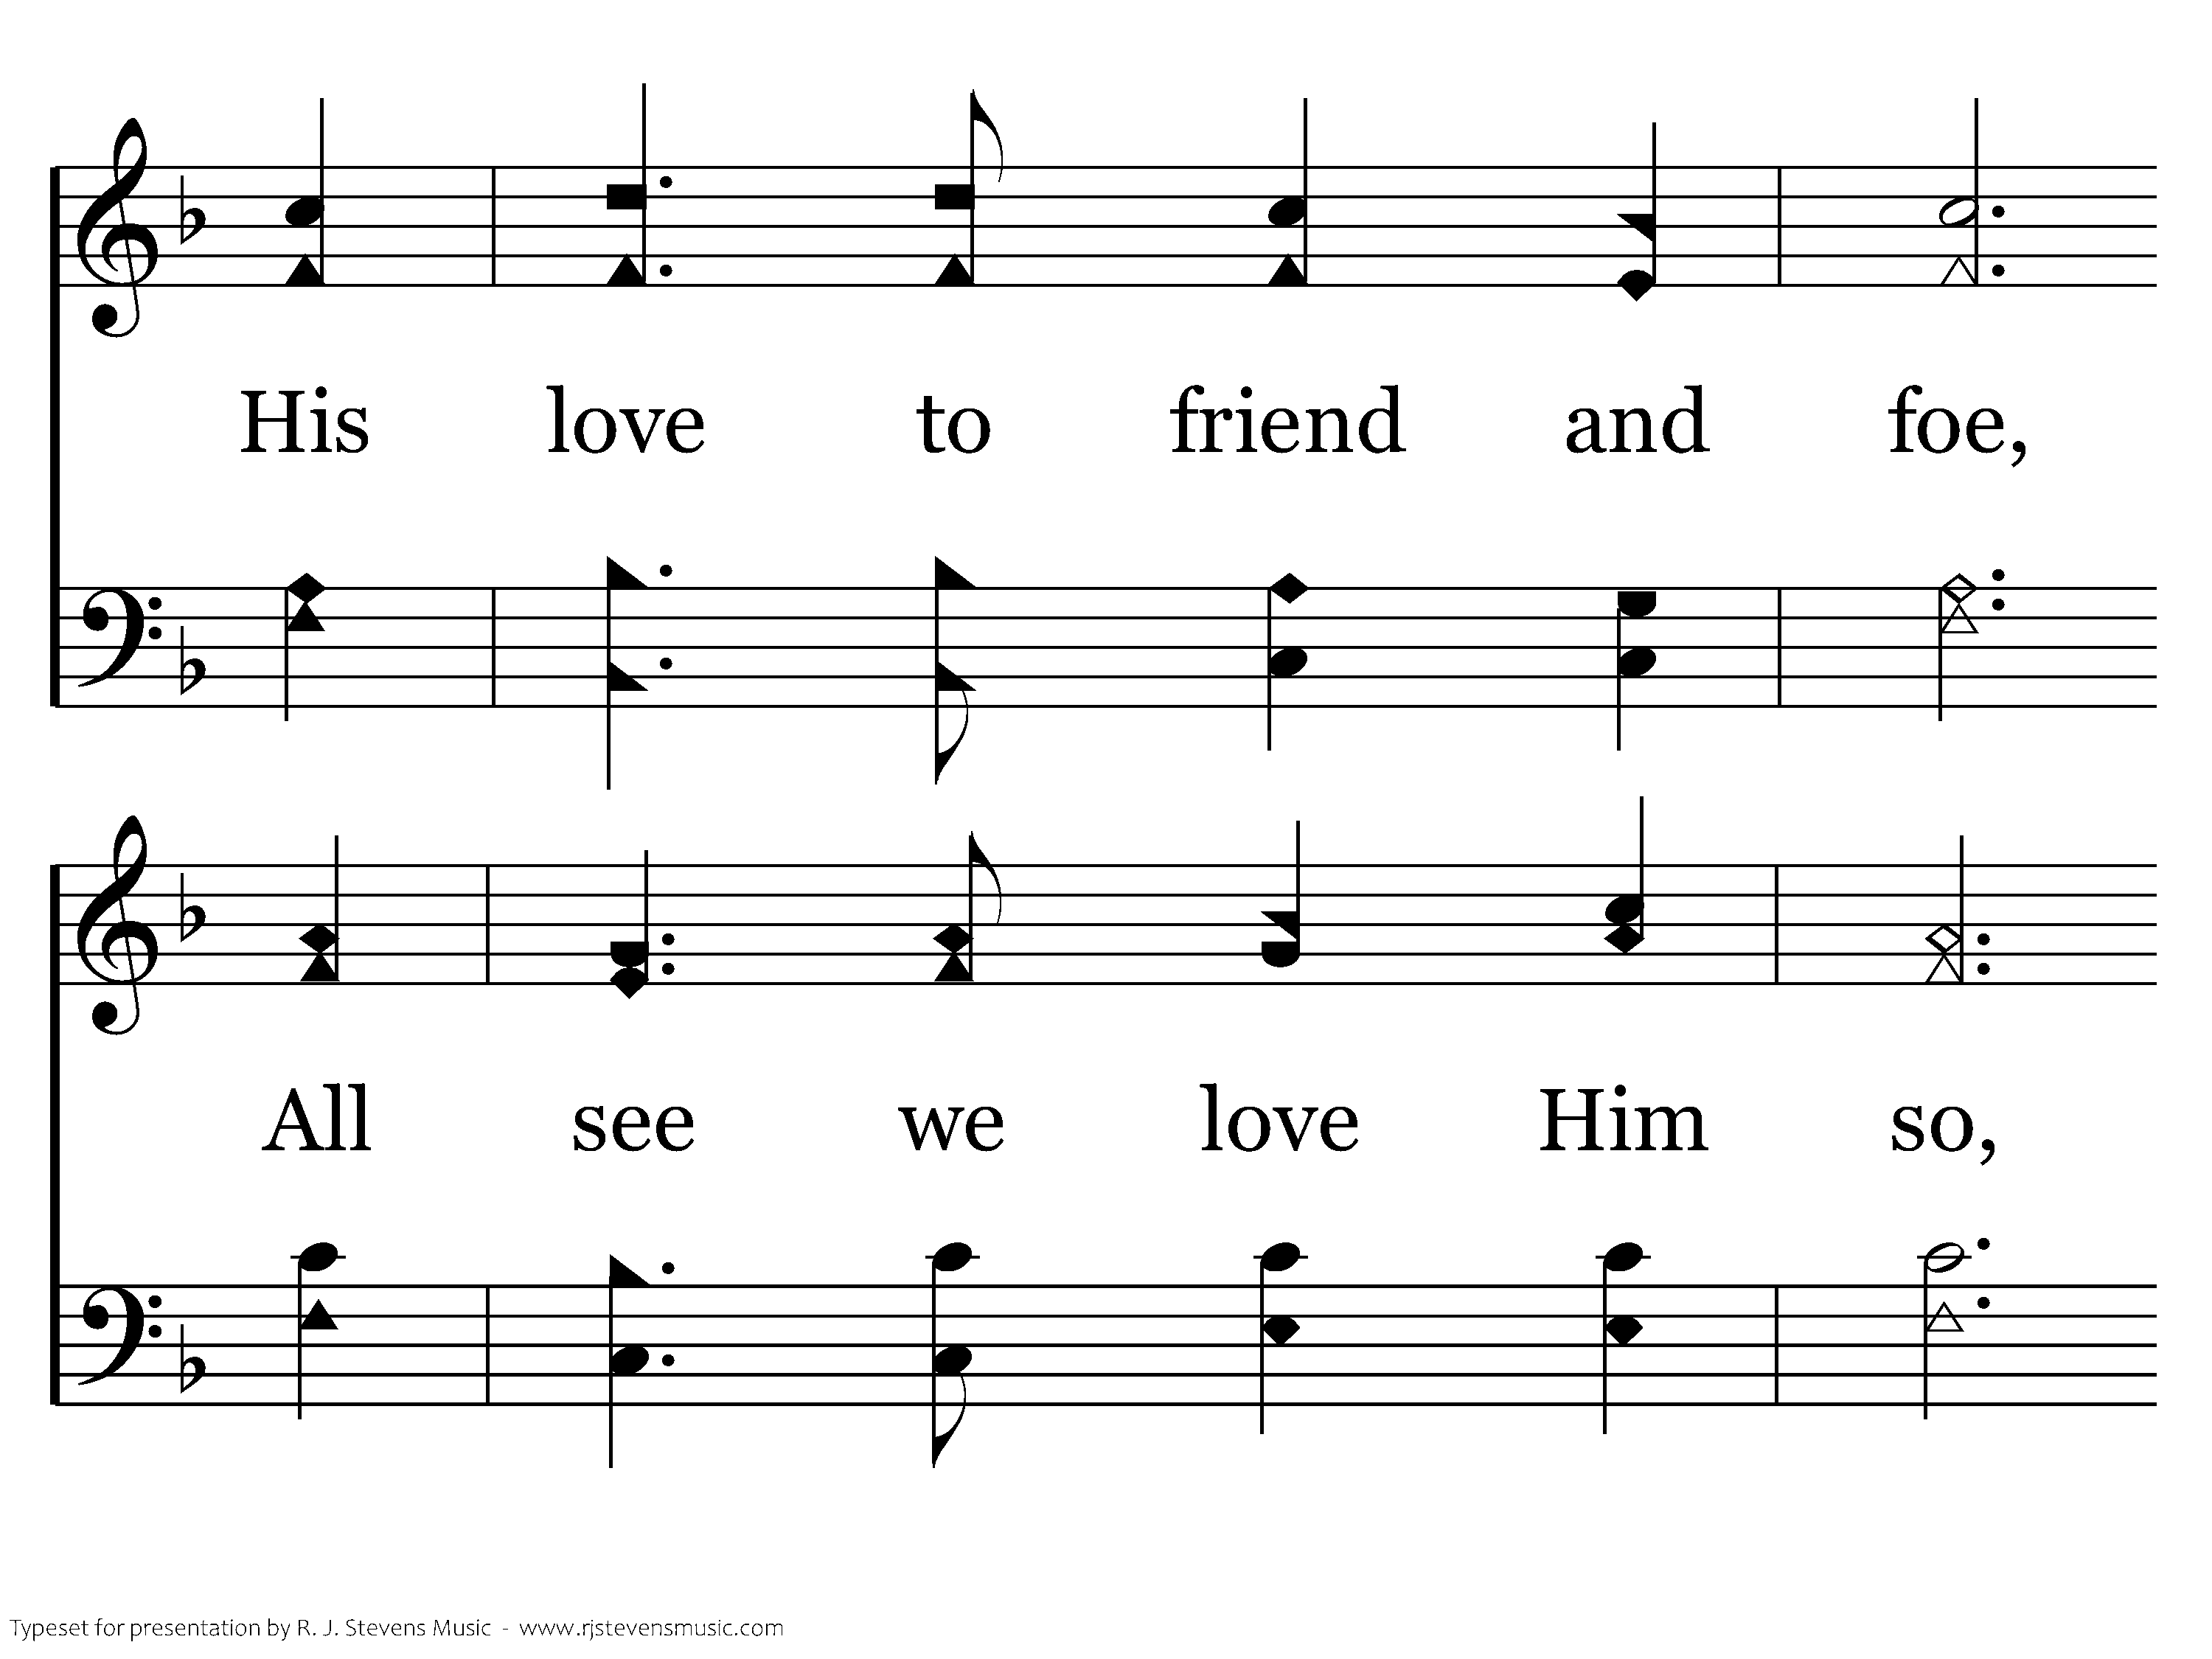 His love to friend and foe,
All see we love Him so,
Typeset for presentation by R. J. Stevens Music - www.rjstevensmusic.com